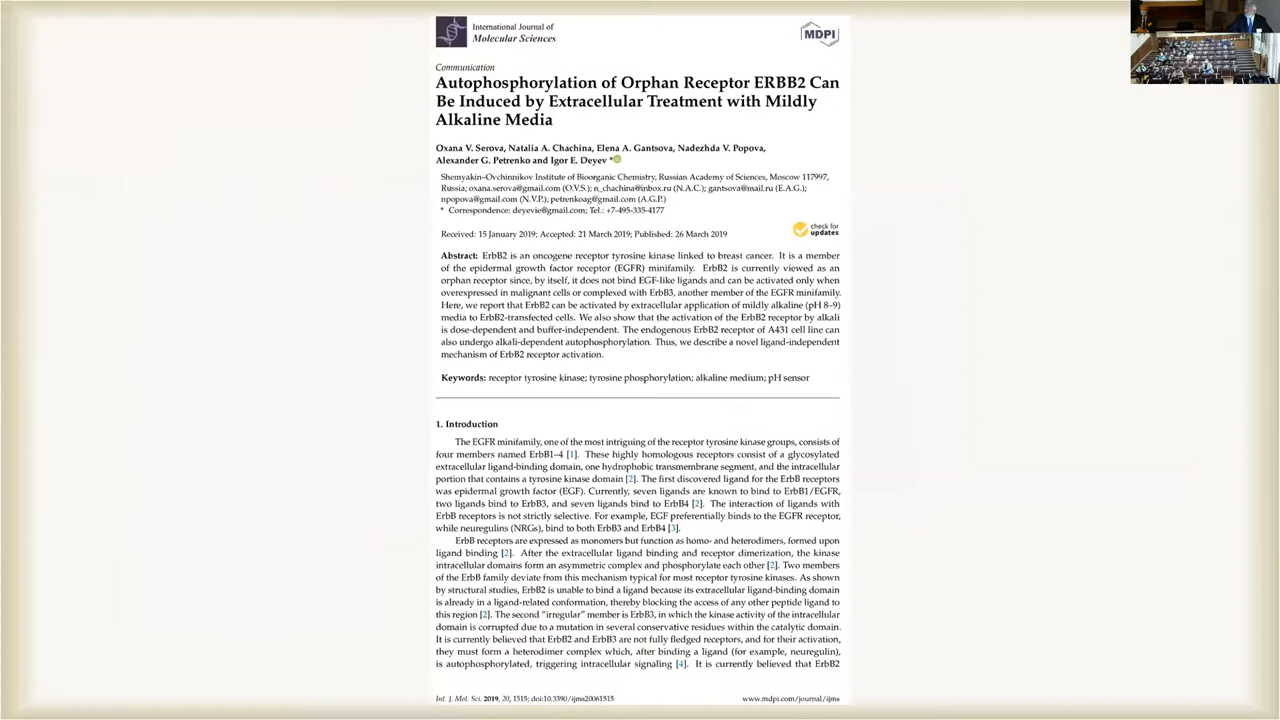 International Journal of
Molecular Sciences
MDPI
Communication
Autophosphorylation of Orphan Receptor ERBB2 Can
Be Induced by Extracellular Treatment with Mildly
Alkaline Media
Oxana V. Serova, Natalia A. Chachina, Elena A. Gantsova, Nadezhda V. Popova,
Alexander G. Petrenko and Igor E. Deyev *
Shemyakin–Ovchinnikov Institute of Bioorganic Chemistry, Russian Academy of Sciences, Moscow 117997,
Russia; oxana.serova@gmail.com (O.V.S.); n_chachina@inbox.ru (N.A.C.); gantsova@mail.ru (E.A.G.);
npopova@gmail.com (N.V.P.); petrenkoag@gmail.com (A.G.P.)
* Correspondence: deyevie@gmail.com; Tel.: +7-495-335-4177
check for
updates
Received: 15 January 2019; Accepted: 21 March 2019; Published: 26 March 2019
Abstract: ErbB2 is an oncogene receptor tyrosine kinase linked to breast cancer. It is a member
of the epidermal growth factor receptor (EGFR) minifamily. ErbB2 is currently viewed as an
orphan receptor since, by itself, it does not bind EGF-like ligands and can be activated only when
overexpressed in malignant cells or complexed with ErbB3, another member of the EGFR minifamily.
Here, we report that ErbB2 can be activated by extracellular application of mildly alkaline (pH 8–9)
media to ErbB2-transfected cells. We also show that the activation of the ErbB2 receptor by alkali
is dose-dependent and buffer-independent. The endogenous ErbB2 receptor of A431 cell line can
also undergo alkali-dependent autophosphorylation. Thus, we describe a novel ligand-independent
mechanism of ErbB2 receptor activation.
Keywords: receptor tyrosine kinase; tyrosine phosphorylation; alkaline medium; pH sensor
1. Introduction
The EGFR minifamily, one of the most intriguing of the receptor tyrosine kinase groups, consists of
four members named ErbB1–4 [1]. These highly homologous receptors consist of a glycosylated
extracellular ligand-binding domain, one hydrophobic transmembrane segment, and the intracellular
portion that contains a tyrosine kinase domain [2]. The first discovered ligand for the ErbB receptors
was epidermal growth factor (EGF). Currently, seven ligands are known to bind to ErbB1/EGFR,
two ligands bind to ErbB3, and seven ligands bind to ErbB4 [2]. The interaction of ligands with
ErbB receptors is not strictly selective. For example, EGF preferentially binds to the EGFR receptor,
while neuregulins (NRGs), bind to both ErbB3 and ErbB4 [3].
ErbB receptors are expressed as monomers but function as homo- and heterodimers, formed upon
ligand binding [2]. After the extracellular ligand binding and receptor dimerization, the kinase
intracellular domains form an asymmetric complex and phosphorylate each other [2]. Two members
of the ErbB family deviate from this mechanism typical for most receptor tyrosine kinases. As shown
by structural studies, ErbB2 is unable to bind a ligand because its extracellular ligand-binding domain
is already in a ligand-related conformation, thereby blocking the access of any other peptide ligand to
this region [2]. The second “irregular” member is ErbB3, in which the kinase activity of the intracellular
domain is corrupted due to a mutation in several conservative residues within the catalytic domain.
It is currently believed that ErbB2 and ErbB3 are not fully fledged receptors, and for their activation,
they must form a heterodimer complex which, after binding a ligand (for example, neuregulin),
is autophosphorylated, triggering intracellular signaling [4]. It is currently believed that ErbB2
Int. J. Mol. Sci. 2019, 20, 1515; doi:10.3390/ijms20061515
www.mdpi.com/journal/ijms